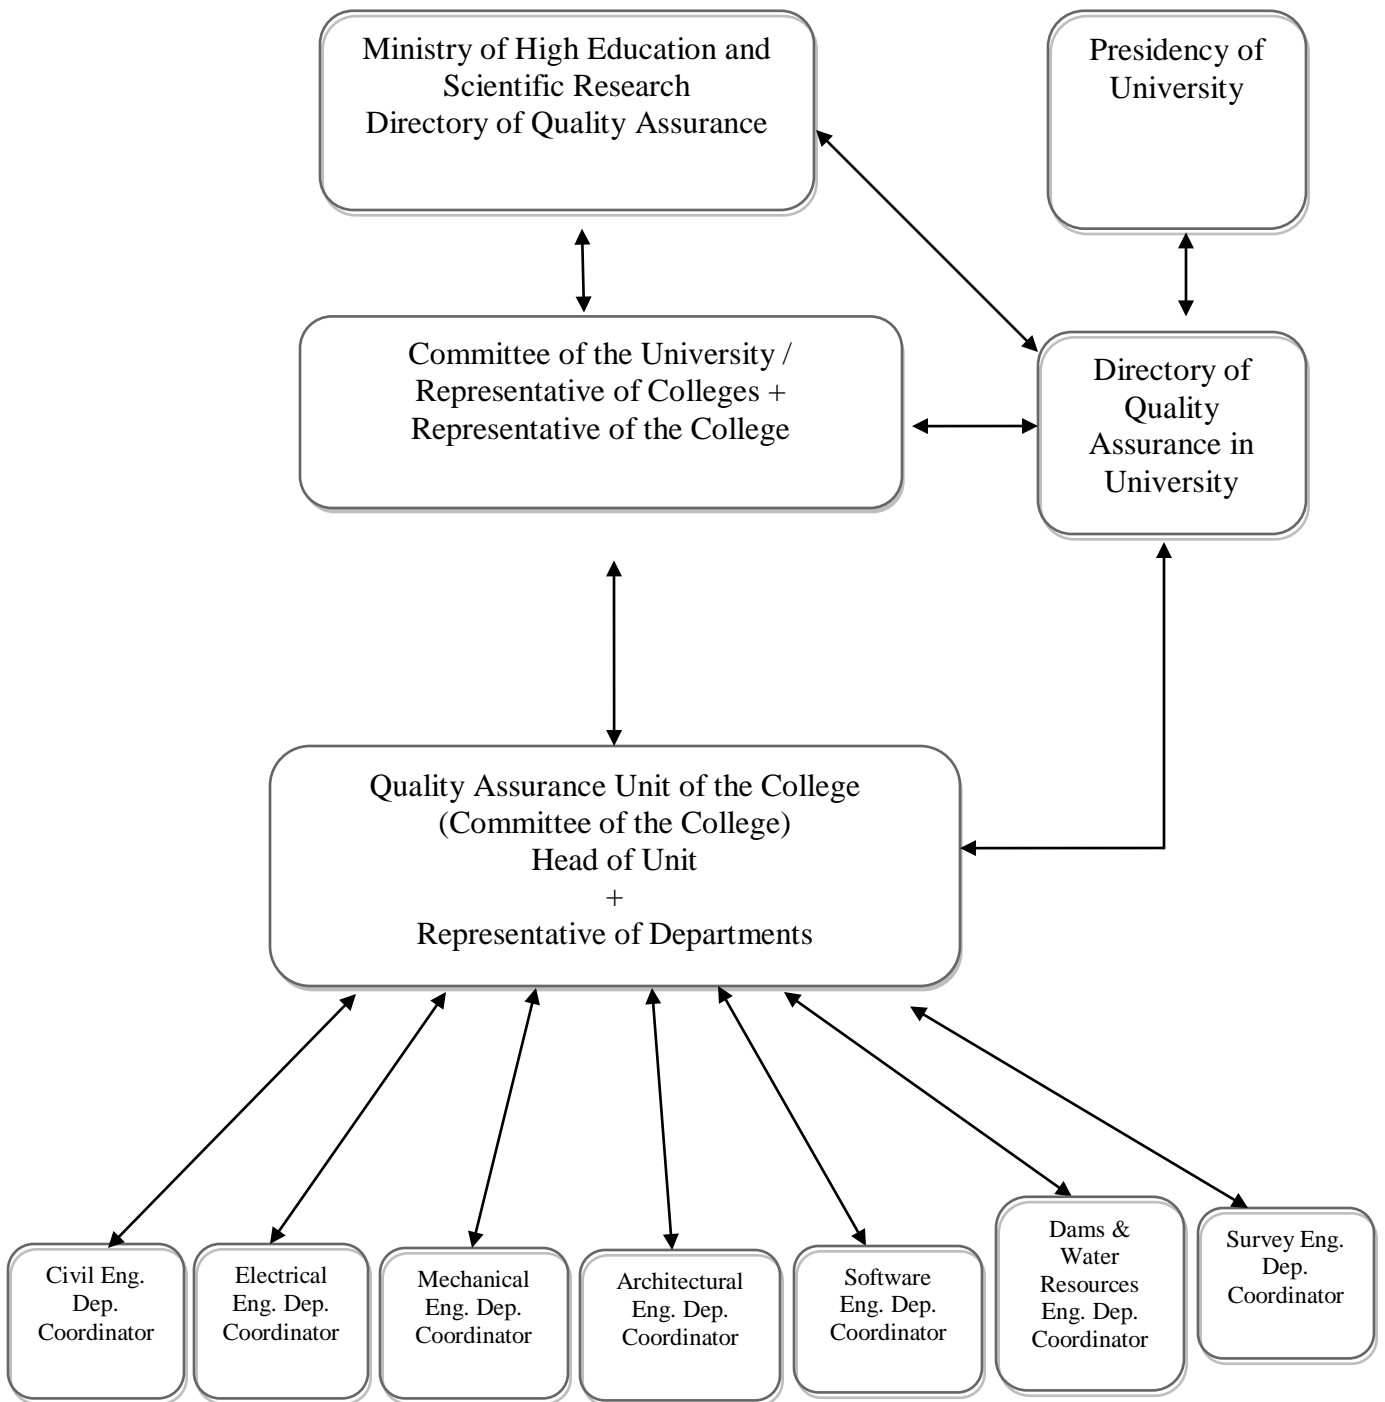 Ministry of High Education and
Scientific Research
Directory of Quality Assurance
Presidency of
University
Committee of the University /
Representative of Colleges +
Representative of the College
Directory of
Quality
Assurance in
University
Quality Assurance Unit of the College
(Committee of the College)
Head of Unit
+
Representative of Departments
Civil Eng.
Dep.
Coordinator
Electrical
Eng. Dep.
Coordinator
Mechanical
Eng. Dep.
Coordinator
Architectural
Eng. Dep.
Coordinator
Software
Eng. Dep.
Coordinator
Dams &
Water
Resources
Eng. Dep.
Coordinator
Survey Eng.
Dep.
Coordinator